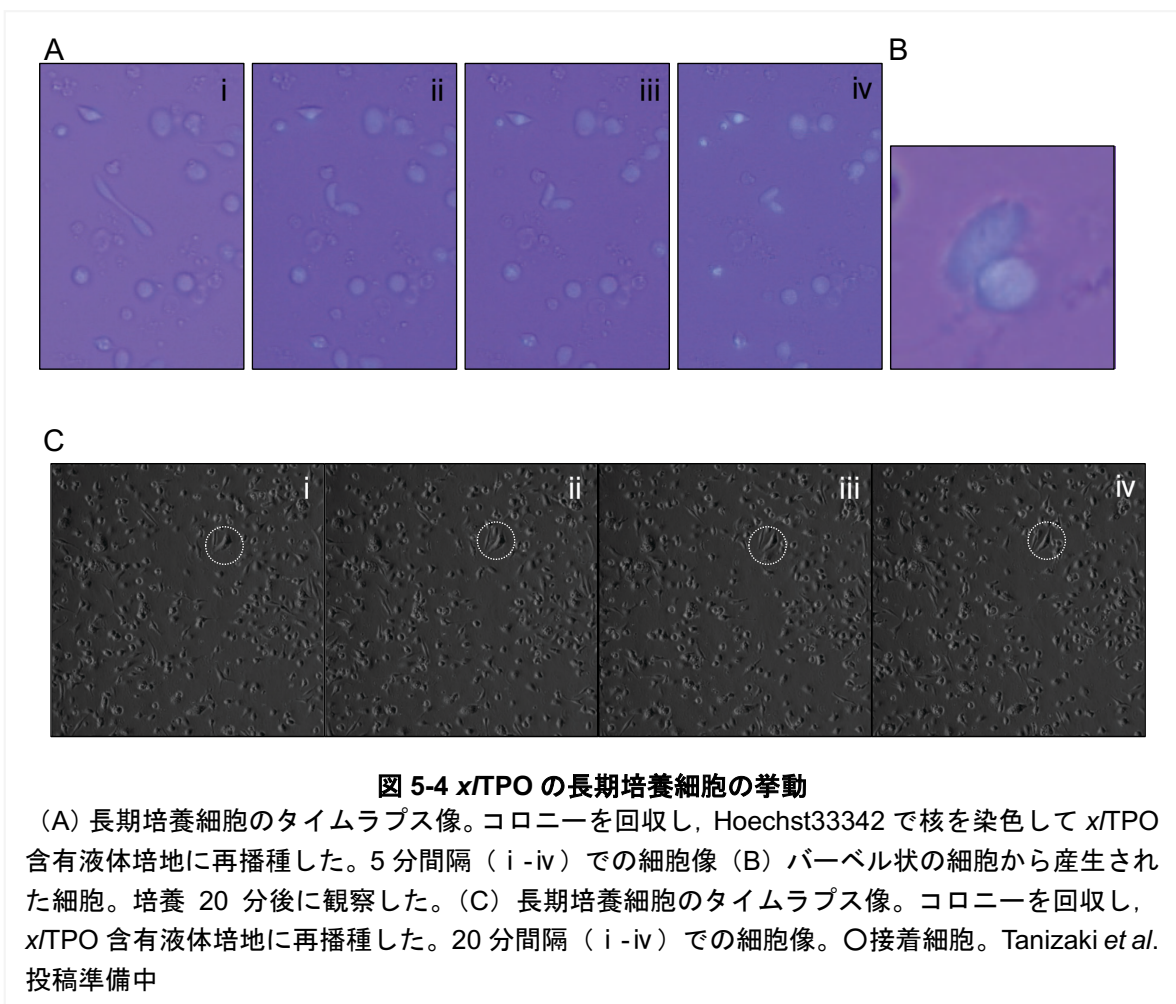 A
B
i
ii
iii
iv
C
i
ii
iii
iv
図 5-4 xlTPO の長期培養細胞の挙動
（A）長期培養細胞のタイムラプス像。コロニーを回収し, Hoechst33342 で核を染色して xlTPO
含有液体培地に再播種した。5 分間隔（ⅰ-ⅳ）での細胞像（B）バーベル状の細胞から産生され
た細胞。培養 20 分後に観察した。（C）長期培養細胞のタイムラプス像。コロニーを回収し,
xlTPO 含有液体培地に再播種した。20 分間隔（ⅰ-ⅳ）での細胞像。〇接着細胞。Tanizaki et al.
投稿準備中